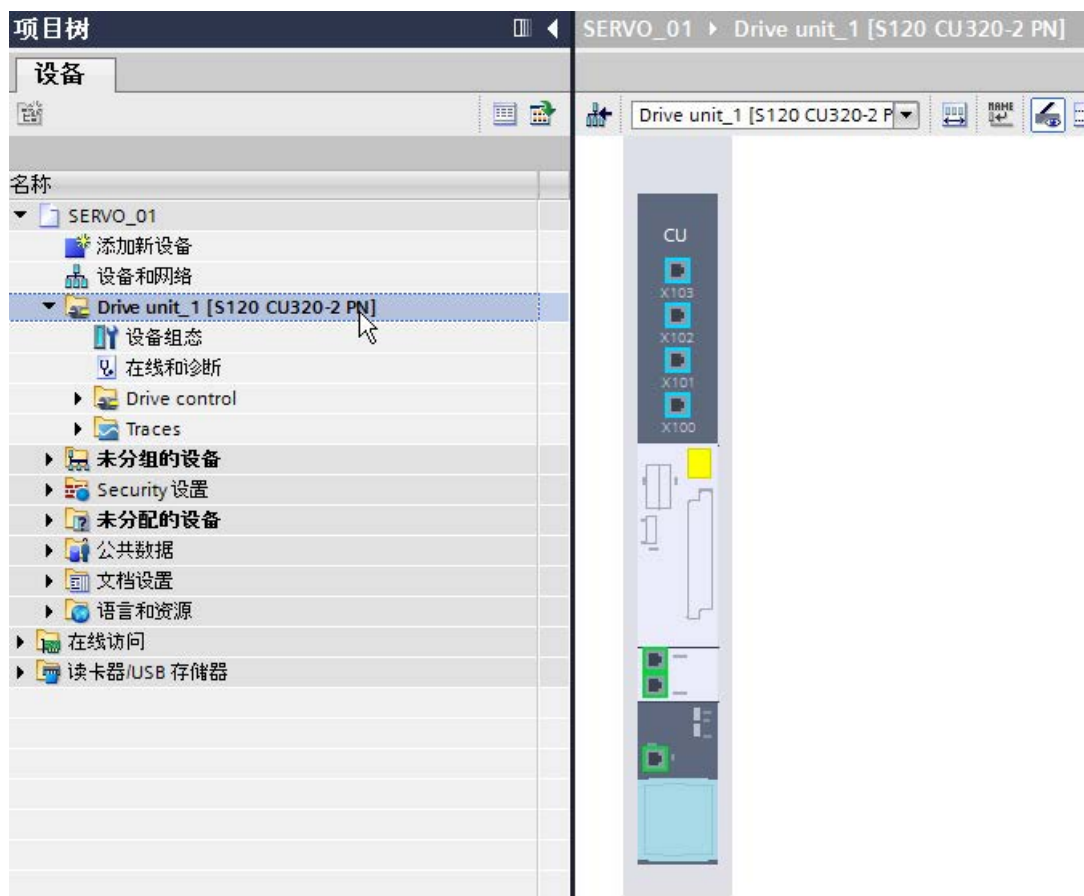 项目树
SERVO_01 ▸ Drive unit_1 [S120 CU320-2 PN]
设备
Drive unit_1 [S120 CU320-2 P
NAME
名称
SERVO_01
添加新设备
设备和网络
Drive unit_1 [S120 CU320-2 PN]
设备组态
在线和诊断
Drive control
Traces
未分组的设备
Security 设置
未分配的设备
公共数据
文档设置
语言和资源
在线访问
读卡器/USB 存储器
CU
X103
X102
X101
X100